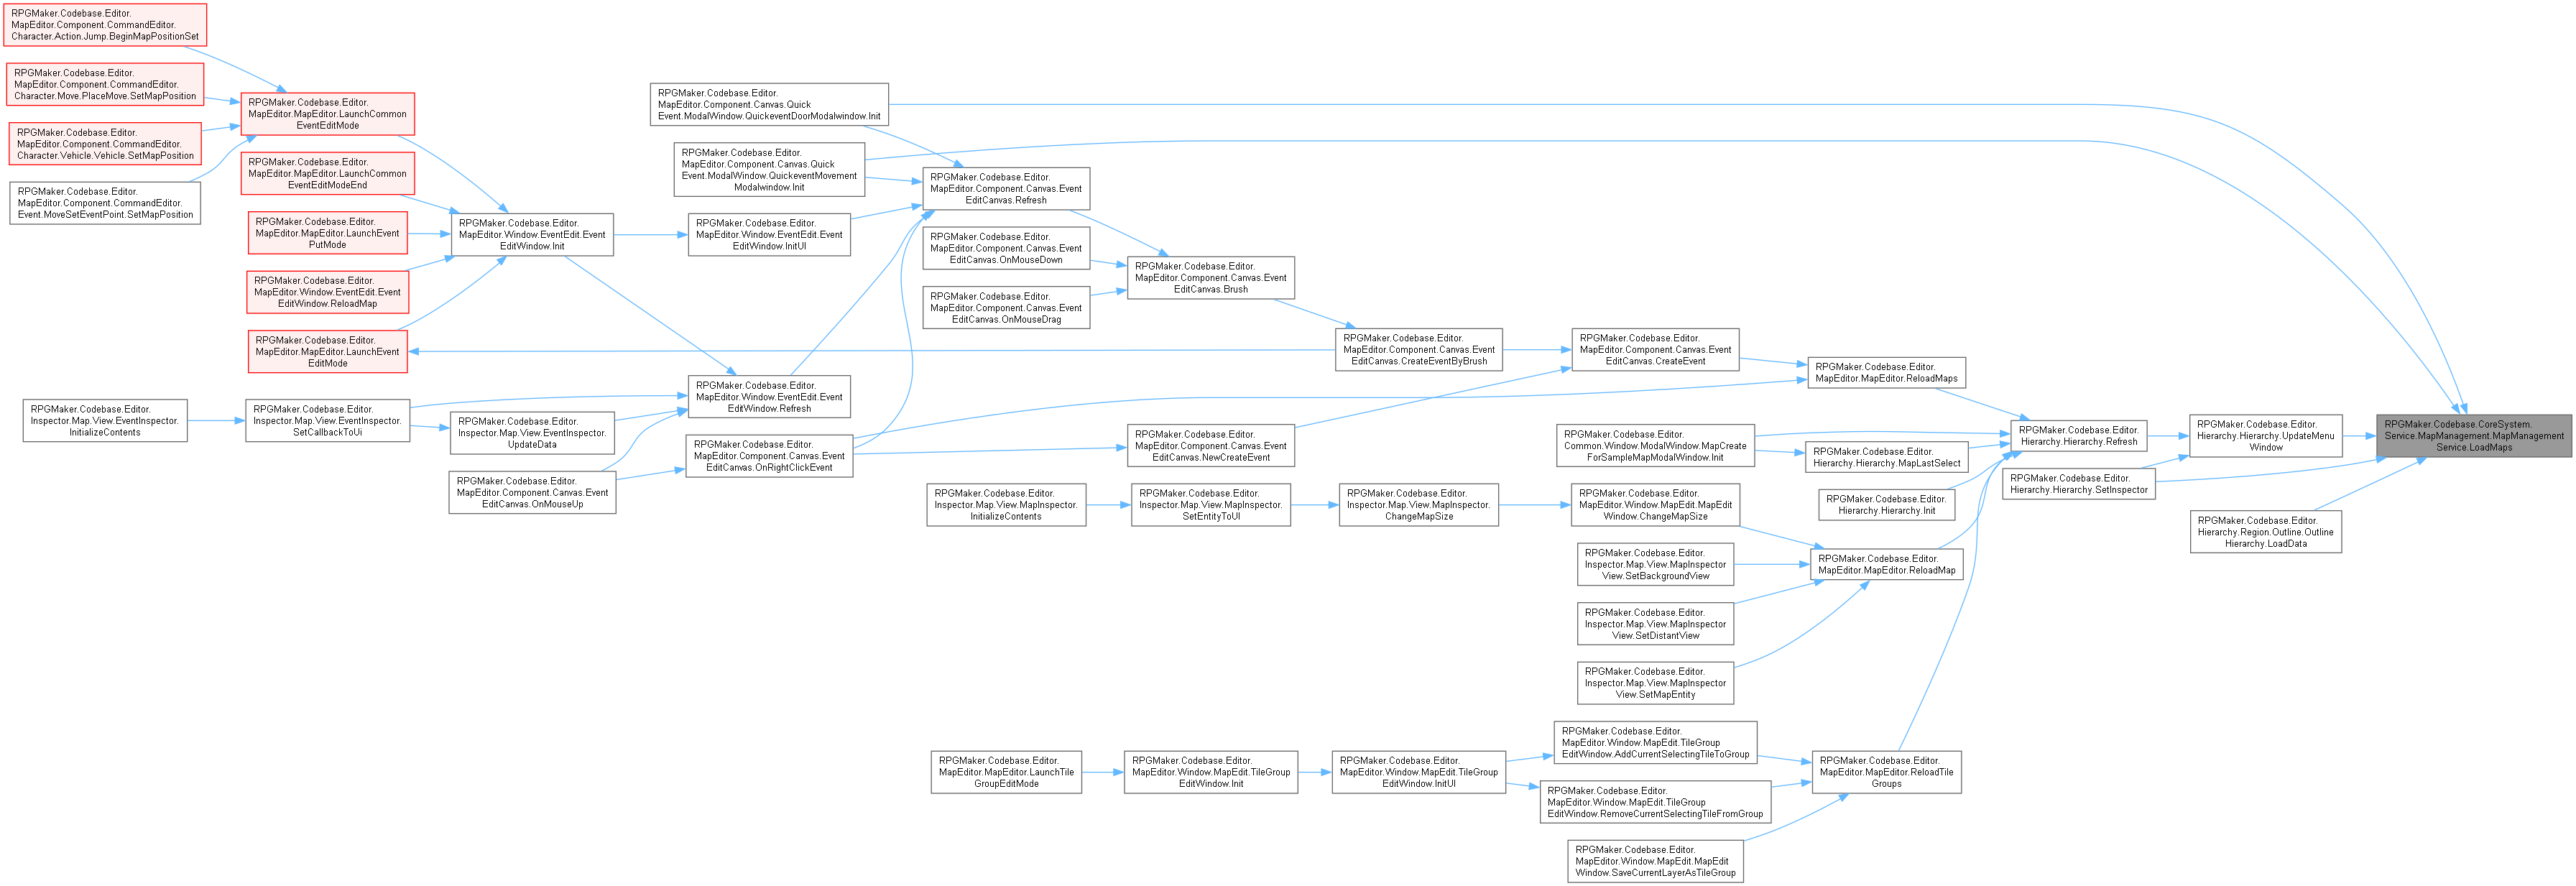 RPGMaker.Codebase.Editor.
MapEditor.Component.CommandEditor.
Character.Action.Jump.BeginMapPositionSet
RPGMaker.Codebase.Editor.
MapEditor.Component.CommandEditor.
Character.Move.PlaceMove.SetMapPosition
RPGMaker.Codebase.Editor.
MapEditor.Component.CommandEditor.
Character.Vehicle.Vehicle.SetMapPosition
RPGMaker.Codebase.Editor.
MapEditor.Component.CommandEditor.
Event.MoveSetEventPoint.SetMapPosition
RPGMaker.Codebase.Editor.
MapEditor.MapEditor.LaunchCommon
EventEditMode
RPGMaker.Codebase.Editor.
MapEditor.MapEditor.LaunchCommon
EventEditModeEnd
RPGMaker.Codebase.Editor.
MapEditor.MapEditor.LaunchEvent
PutMode
RPGMaker.Codebase.Editor.
MapEditor.Window.EventEdit.Event
EditWindow.ReloadMap
RPGMaker.Codebase.Editor.
MapEditor.MapEditor.LaunchEvent
EditMode
RPGMaker.Codebase.Editor.
Inspector.Map.View.EventInspector.
InitializeContents
RPGMaker.Codebase.Editor.
Inspector.Map.View.EventInspector.
SetCallbackToUi
RPGMaker.Codebase.Editor.
MapEditor.Window.EventEdit.Event
EditWindow.Init
RPGMaker.Codebase.Editor.
Inspector.Map.View.EventInspector.
UpdateData
RPGMaker.Codebase.Editor.
MapEditor.Component.Canvas.Event
EditCanvas.OnMouseUp
RPGMaker.Codebase.Editor.
MapEditor.Component.Canvas.Quick
Event.ModalWindow.QuickeventDoorModalwindow.Init
RPGMaker.Codebase.Editor.
MapEditor.Component.Canvas.Quick
Event.ModalWindow.QuickeventMovement
Modalwindow.Init
RPGMaker.Codebase.Editor.
MapEditor.Window.EventEdit.Event
EditWindow.InitUI
RPGMaker.Codebase.Editor.
MapEditor.Window.EventEdit.Event
EditWindow.Refresh
RPGMaker.Codebase.Editor.
MapEditor.Component.Canvas.Event
EditCanvas.OnRightClickEvent
RPGMaker.Codebase.Editor.
MapEditor.Component.Canvas.Event
EditCanvas.Refresh
RPGMaker.Codebase.Editor.
MapEditor.Component.Canvas.Event
EditCanvas.OnMouseDown
RPGMaker.Codebase.Editor.
MapEditor.Component.Canvas.Event
EditCanvas.OnMouseDrag
RPGMaker.Codebase.Editor.
Inspector.Map.View.MapInspector.
InitializeContents
RPGMaker.Codebase.Editor.
MapEditor.MapEditor.LaunchTile
GroupEditMode
RPGMaker.Codebase.Editor.
MapEditor.Component.Canvas.Event
EditCanvas.Brush
RPGMaker.Codebase.Editor.
MapEditor.Component.Canvas.Event
EditCanvas.NewCreateEvent
RPGMaker.Codebase.Editor.
Inspector.Map.View.MapInspector.
SetEntityToUI
RPGMaker.Codebase.Editor.
MapEditor.Window.MapEdit.TileGroup
EditWindow.Init
RPGMaker.Codebase.Editor.
MapEditor.Component.Canvas.Event
EditCanvas.CreateEventByBrush
RPGMaker.Codebase.Editor.
Inspector.Map.View.MapInspector.
ChangeMapSize
RPGMaker.Codebase.Editor.
MapEditor.Window.MapEdit.TileGroup
EditWindow.InitUI
RPGMaker.Codebase.Editor.
MapEditor.Component.Canvas.Event
EditCanvas.CreateEvent
RPGMaker.Codebase.Editor.
Common.Window.ModalWindow.MapCreate
ForSampleMapModalWindow.Init
RPGMaker.Codebase.Editor.
MapEditor.Window.MapEdit.MapEdit
Window.ChangeMapSize
RPGMaker.Codebase.Editor.
Inspector.Map.View.MapInspector
View.SetBackgroundView
RPGMaker.Codebase.Editor.
Inspector.Map.View.MapInspector
View.SetDistantView
RPGMaker.Codebase.Editor.
Inspector.Map.View.MapInspector
View.SetMapEntity
RPGMaker.Codebase.Editor.
MapEditor.Window.MapEdit.TileGroup
EditWindow.AddCurrentSelectingTileToGroup
RPGMaker.Codebase.Editor.
MapEditor.Window.MapEdit.TileGroup
EditWindow.RemoveCurrentSelectingTileFromGroup
RPGMaker.Codebase.Editor.
MapEditor.Window.MapEdit.MapEdit
Window.SaveCurrentLayerAsTileGroup
RPGMaker.Codebase.Editor.
MapEditor.MapEditor.ReloadMaps
RPGMaker.Codebase.Editor.
Hierarchy.Hierarchy.MapLastSelect
RPGMaker.Codebase.Editor.
Hierarchy.Hierarchy.Init
RPGMaker.Codebase.Editor.
MapEditor.MapEditor.ReloadMap
RPGMaker.Codebase.Editor.
MapEditor.MapEditor.ReloadTile
Groups
RPGMaker.Codebase.Editor.
Hierarchy.Hierarchy.Refresh
RPGMaker.Codebase.Editor.
Hierarchy.Hierarchy.SetInspector
RPGMaker.Codebase.Editor.
Hierarchy.Hierarchy.UpdateMenu
Window
RPGMaker.Codebase.Editor.
Hierarchy.Region.Outline.Outline
Hierarchy.LoadData
RPGMaker.Codebase.CoreSystem.
Service.MapManagement.MapManagement
Service.LoadMaps